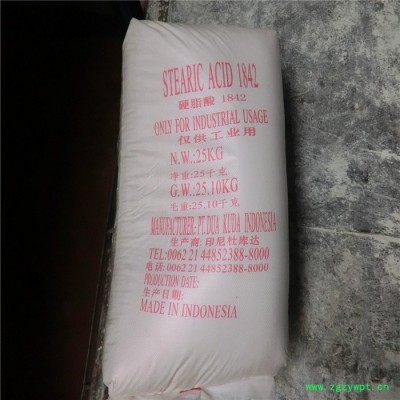 STEARIC ACID 1842
硬脂酸 1842
ONLY FOR INDUSTRIAL USAGE
仅供工业用
N.W.:25KG
净重:25千克
G.W.:25.10KG
毛重:25.10千克
MANUFACTURER:PT.DUA KUDA INDONESIA
生产商:印尼杜库达
TEL:0062 21 44852388-8000
电话:0062 21 44852388-8000
PRODUCTION DATE:
生产日期:
MADE IN INDONESIA
www.zgzywpt.cn